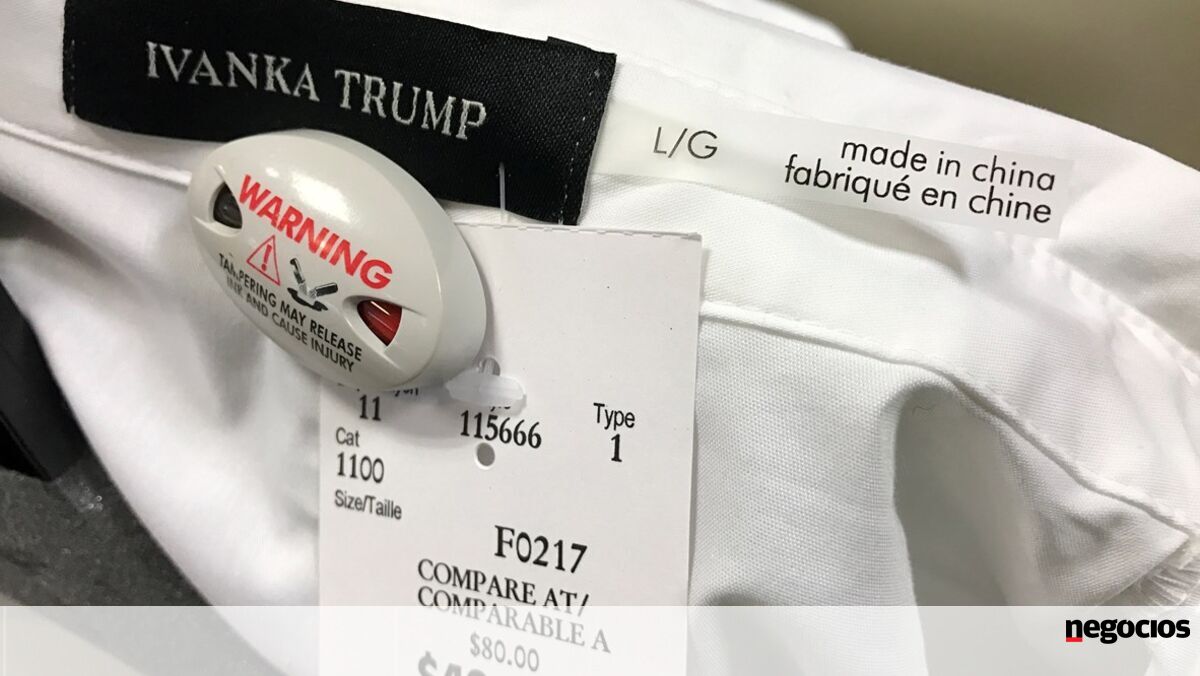 IVANKA TRUMP
L/G
made in china
fabriqué en chine
WARNING
TAMPERING MAY RELEASE
INK AND CAUSE INJURY
11
115666
Type
1
Cat
1100
Size/Taille
F0217
COMPARE AT/
COMPARABLE A
$80.00
negocios